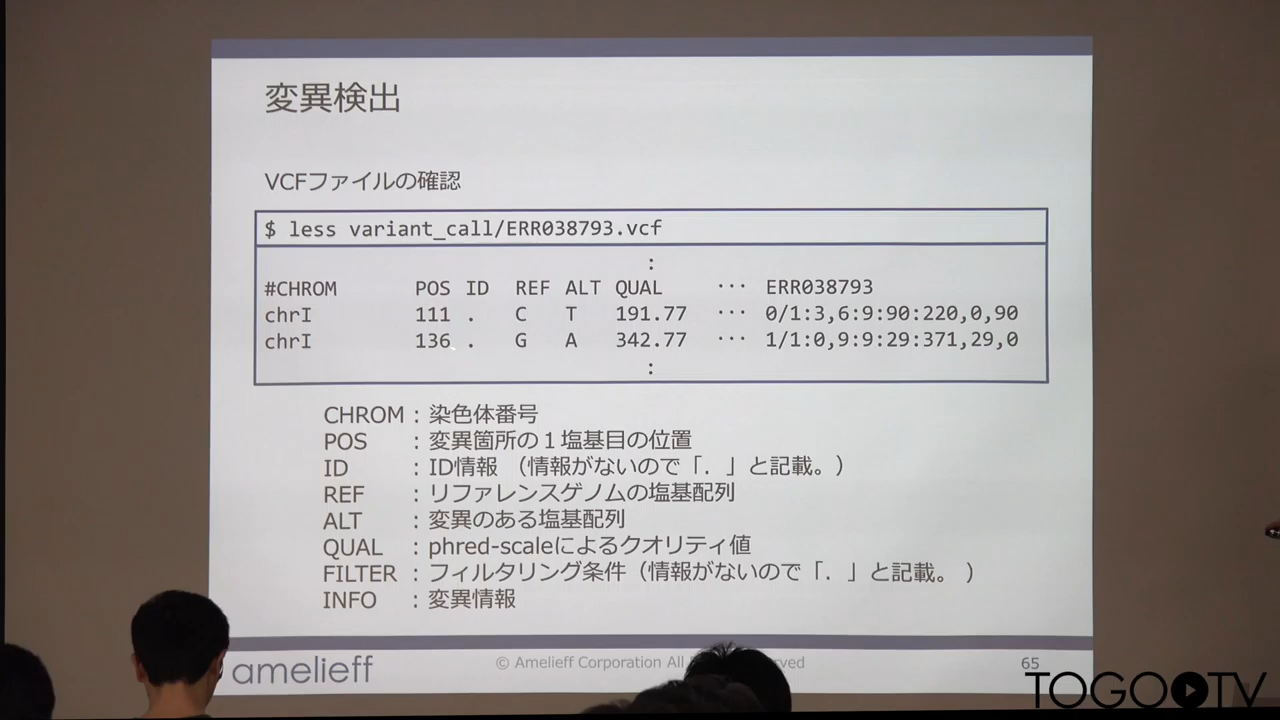 変異検出
VCFファイルの確認
$ less variant_call/ERR038793.vcf
:
#CHROM POS ID REF ALT QUAL ··· ERR038793
chrI 111 . C T 191.77 ··· 0/1:3,6:9:90:220,0,90
chrI 136 . G A 342.77 ··· 1/1:0,9:9:29:371,29,0
:
CHROM : 染色体番号
POS : 変異箇所の１塩基目の位置
ID : ID情報 （情報がないので「．」と記載。）
REF : リファレンスゲノムの塩基配列
ALT : 変異のある塩基配列
QUAL : phred-scaleによるクオリティ値
FILTER : フィルタリング条件（情報がないので「．」と記載。 ）
INFO : 変異情報
amelieff
© Amelieff Corporation All
65
TOGOTV